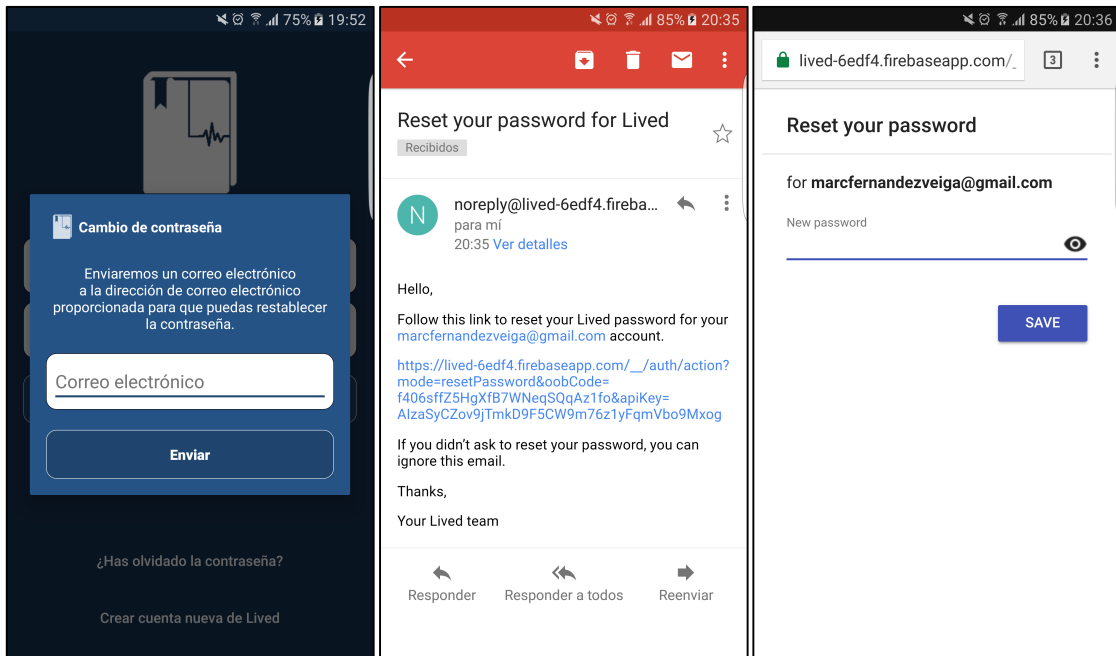 75% 19:52
Cambio de contraseña
Enviaremos un correo electrónico
a la dirección de correo electrónico
proporcionada para que puedas restablecer
la contraseña.
Correo electrónico
Enviar
¿Has olvidado la contraseña?
Crear cuenta nueva de Lived
85% 20:35
Reset your password for Lived
Recibidos
N
noreply@lived-6edf4.fireba...
para mí
20:35 Ver detalles
Hello,
Follow this link to reset your Lived password for your
marcfernandezveiga@gmail.com account.
https://lived-6edf4.firebaseapp.com/__/auth/action?
mode=resetPassword&oobCode=
f406sffZ5HgXfB7WNeqSQqAz1fo&apiKey=
AIzaSyCZov9jTmkD9F5CW9m76z1yFqmVbo9Mxog
If you didn't ask to reset your password, you can
ignore this email.
Thanks,
Your Lived team
Responder
Responder a todos
Reenviar
85% 20:36
lived-6edf4.firebaseapp.com/_
3
Reset your password
for marcfernandezveiga@gmail.com
New password
SAVE